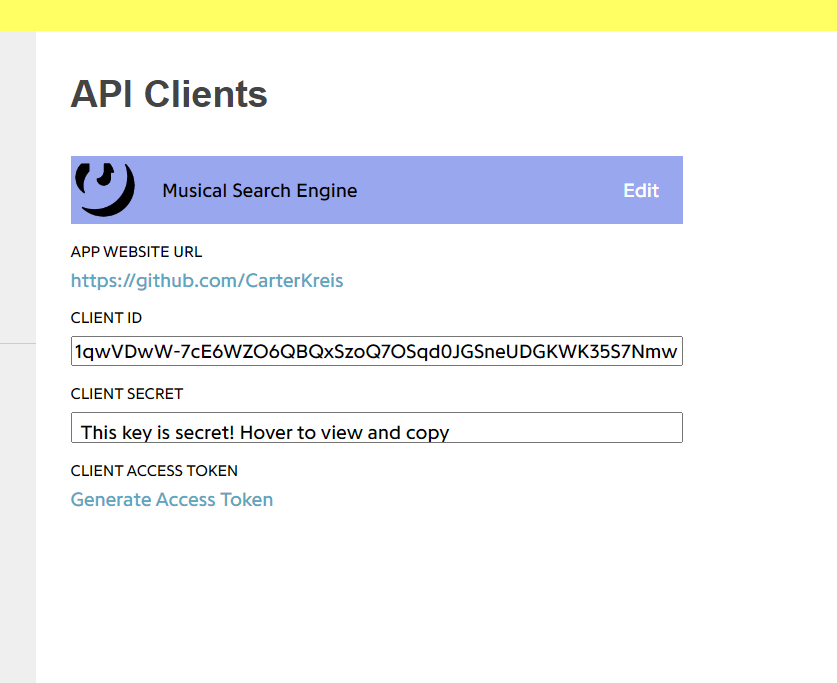 API Clients
Musical Search Engine
Edit
APP WEBSITE URL
https://github.com/CarterKreis
CLIENT ID
1qwVDwW-7cE6WZO6QBQxSzoQ7OSqd0JGSneUDGKWK35S7Nmw
CLIENT SECRET
This key is secret! Hover to view and copy
CLIENT ACCESS TOKEN
Generate Access Token